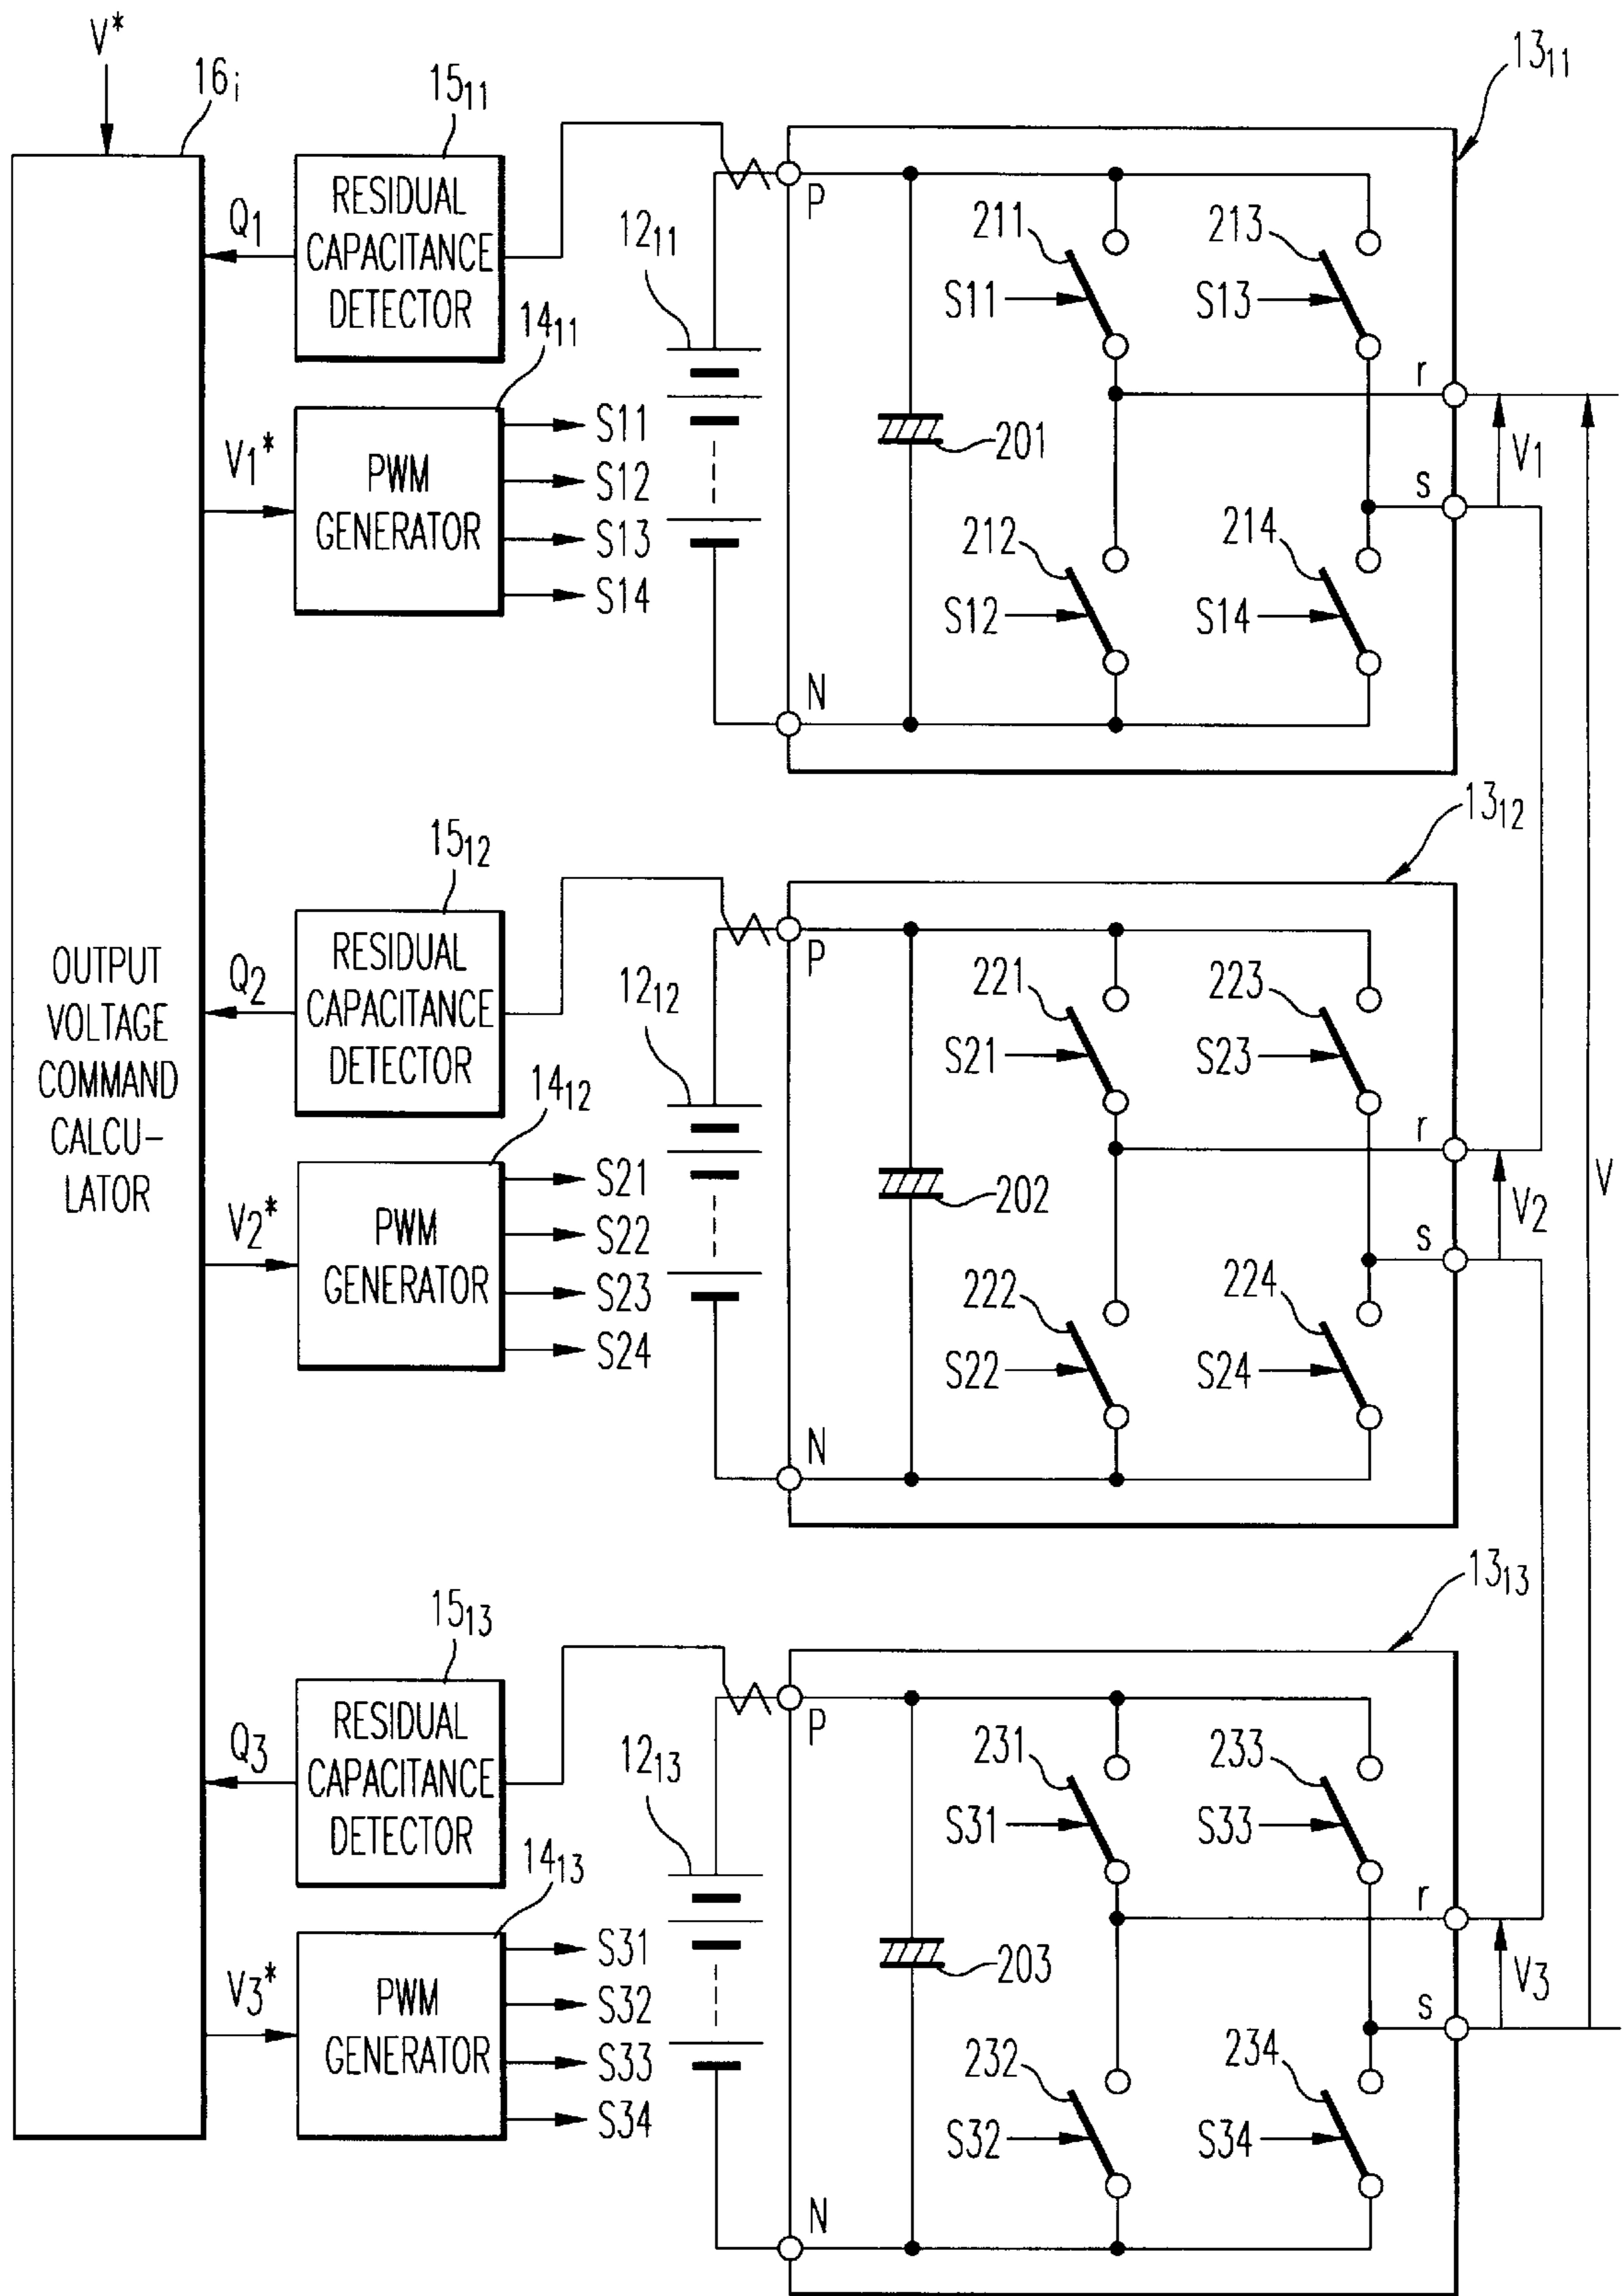 V*
16i
15₁₁
13₁₁
RESIDUAL
CAPACITANCE
DETECTOR
Q1
12₁₁
P
211
213
S11
S13
14₁₁
V1*
PWM
GENERATOR
S11
S12
S13
S14
201
r
V1
s
212
214
S12
S14
N
13₁₂
15₁₂
RESIDUAL
CAPACITANCE
DETECTOR
Q2
12₁₂
P
221
223
S21
S23
OUTPUT
VOLTAGE
COMMAND
CALCU-
LATOR
14₁₂
V2*
PWM
GENERATOR
S21
S22
S23
S24
202
r
V2
s
V
222
224
S22
S24
N
13₁₃
15₁₃
RESIDUAL
CAPACITANCE
DETECTOR
Q3
12₁₃
P
231
233
S31
S33
14₁₃
V3*
PWM
GENERATOR
S31
S32
S33
S34
203
r
V3
s
232
234
S32
S34
N